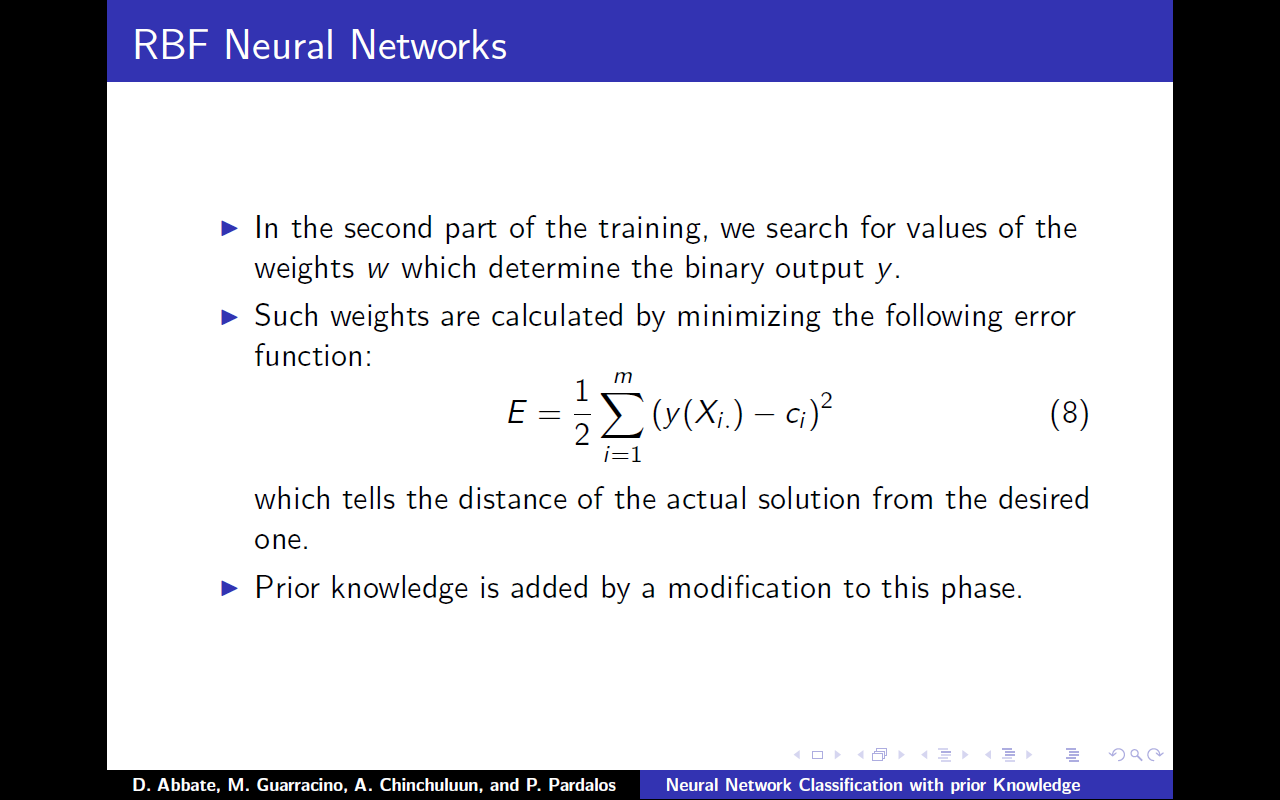 RBF Neural Networks
In the second part of the training, we search for values of the
weights w which determine the binary output y.
Such weights are calculated by minimizing the following error
function:
E = \frac{1}{2} \sum_{i=1}^{m} (y(X_{i.}) − c_i)^2 (8)
which tells the distance of the actual solution from the desired
one.
Prior knowledge is added by a modification to this phase.
D. Abbate, M. Guarracino, A. Chinchuluun, and P. Pardalos Neural Network Classification with prior Knowledge